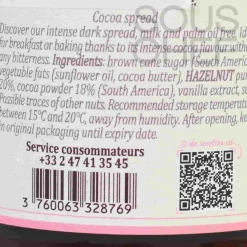 Cocoa spread
Discover our intense dark spread, milk and palm oil free, id
for breakfast or baking thanks to its intense cocoa flavour with
any bitterness. Ingredients: brown cane sugar (South America
vegetable fats (sunflower oil, cocoa butter), HAZELNUT
20%, cocoa powder 18% (South America), vanilla extract, su
Possible traces of other nuts. Recommended storage temperat
between 15°C and 20°C, away from humidity. After opening, kee
in original packaging until expiry date.
Service consommateurs
+33 2 47 41 35 45
3 760063 328769